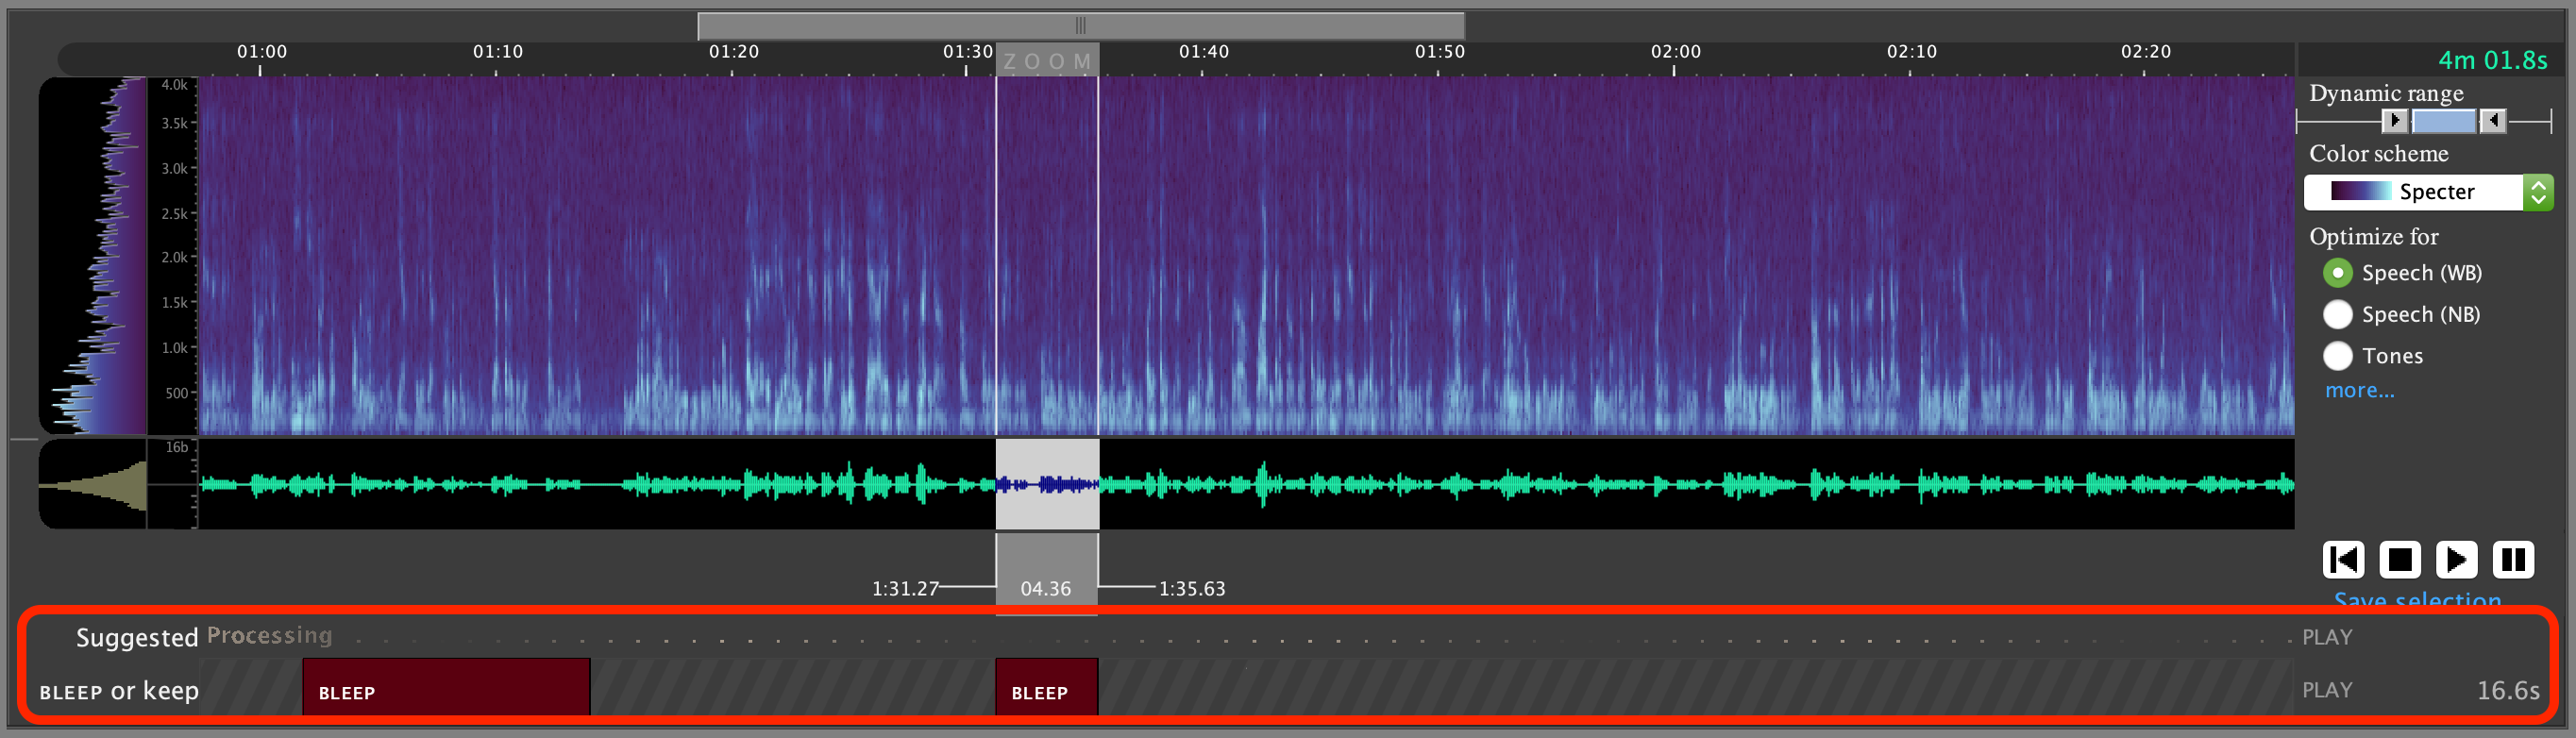 01:00 01:10 01:20 01:30 ZOOM 01:40 01:50 02:00 02:10 02:20 4m 01.8s
4.0k
3.5k
3.0k
2.5k
2.0k
1.5k
1.0k
500
Dynamic range
Color scheme
Specter
Optimize for
Speech (WB)
Speech (NB)
Tones
more...
16b
1:31.27 04.36 1:35.63
Save selection
Suggested Processing PLAY
BLEEP or keep BLEEP BLEEP PLAY 16.6s